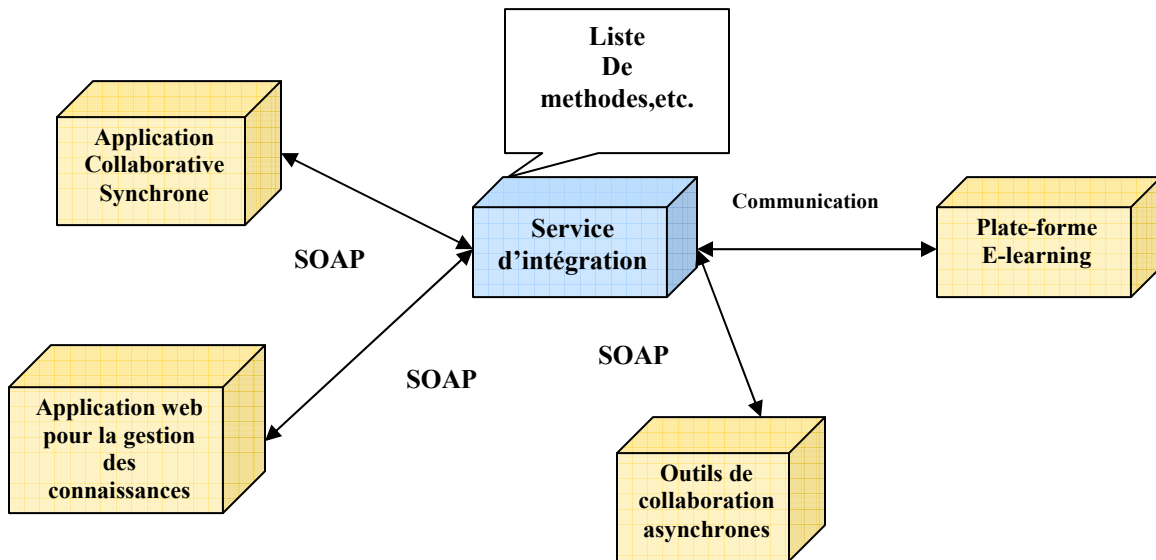 Liste
De
methodes,etc.
Application
Collaborative
Synchrone
Communication
Service
d’intégration
Plate-forme
E-learning
SOAP
SOAP
SOAP
Application web
pour la gestion
des
connaissances
Outils de
collaboration
asynchrones